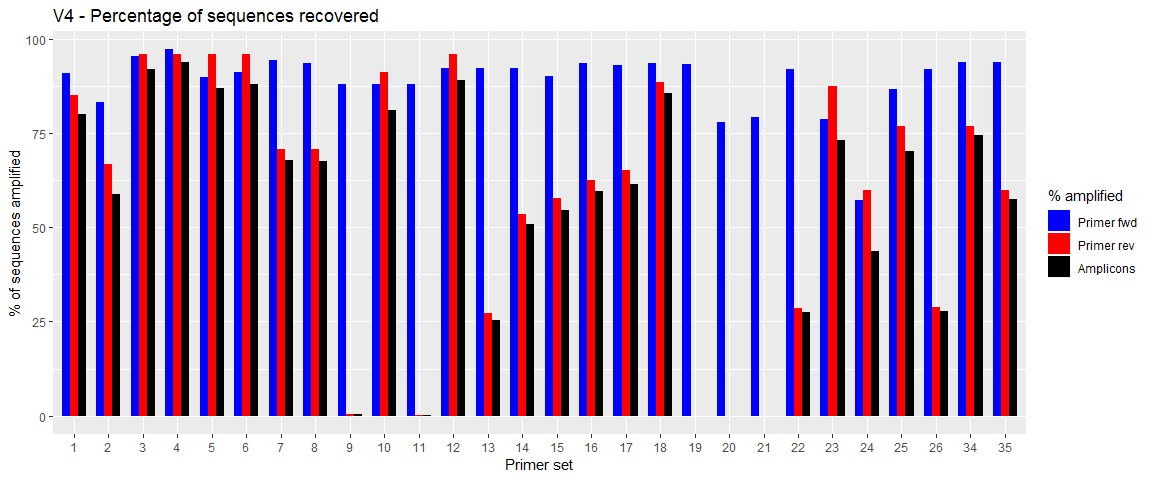 V4 - Percentage of sequences recovered
100
75
50
25
0
% of sequences amplified
1 2 3 4 5 6 7 8 9 10 11 12 13 14 15 16 17 18 19 20 21 22 23 24 25 26 34 35
Primer set
% amplified
Primer fwd
Primer rev
Amplicons